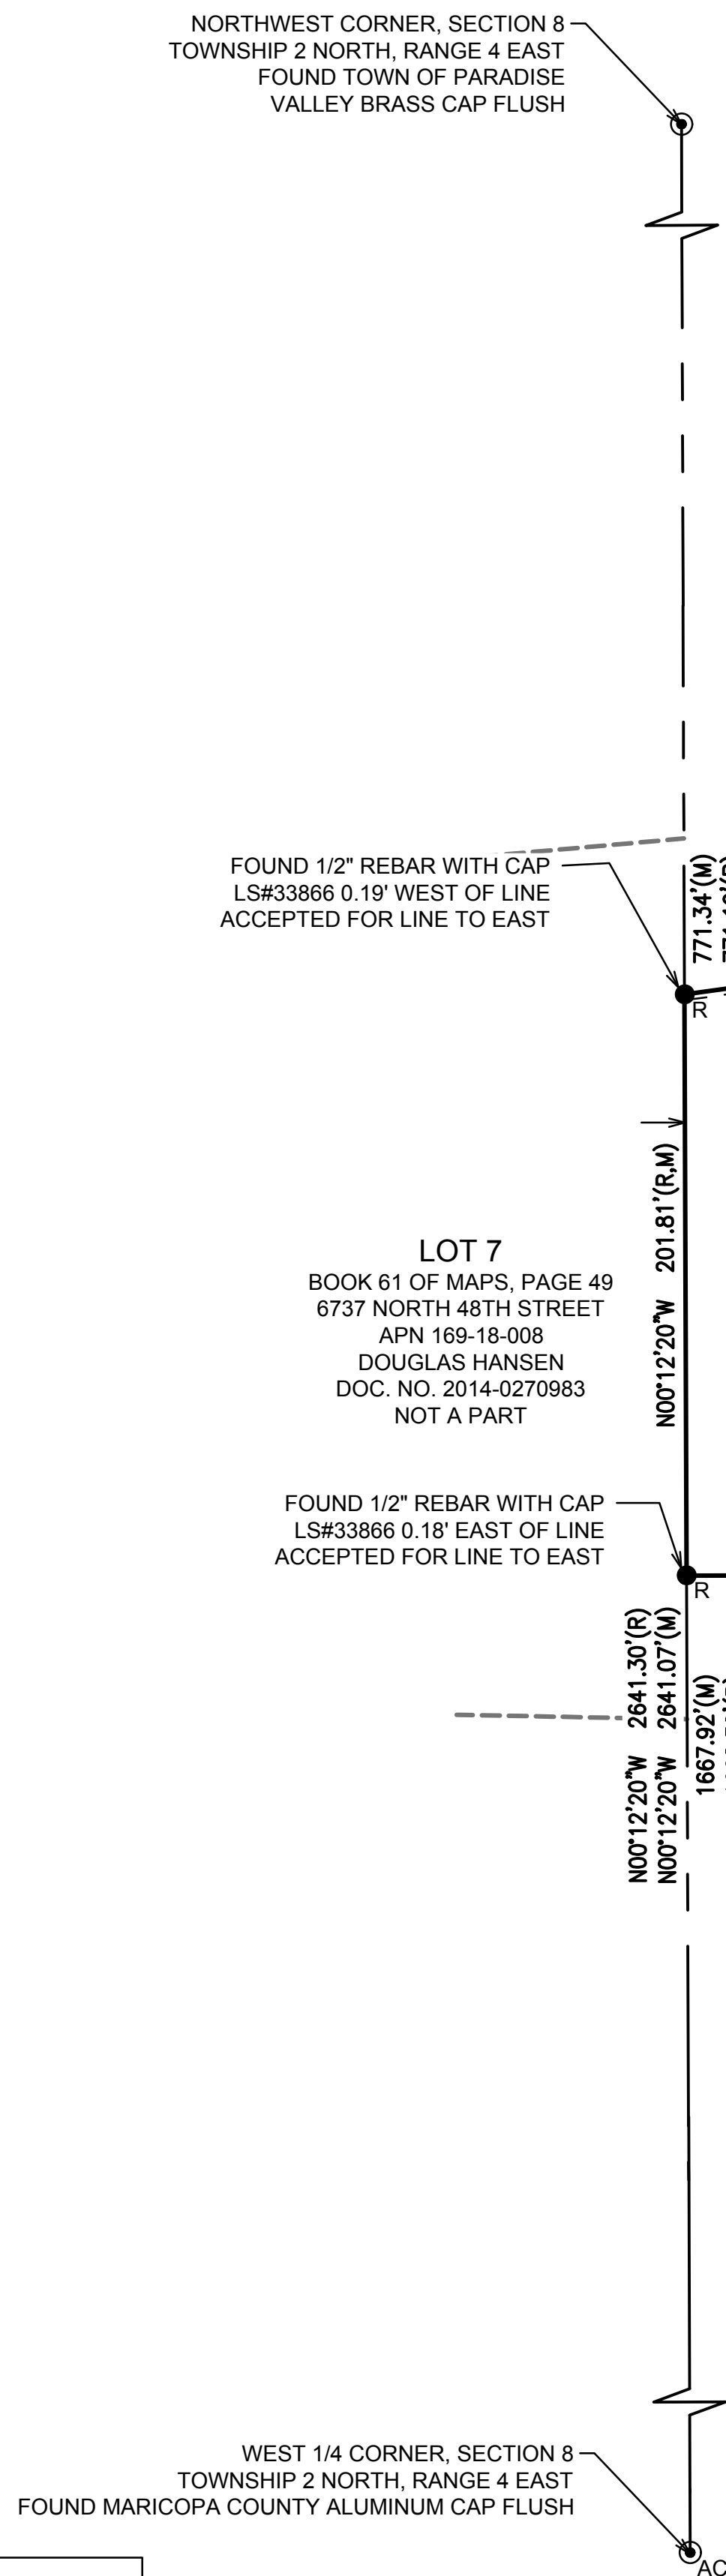 NORTHWEST CORNER, SECTION 8
TOWNSHIP 2 NORTH, RANGE 4 EAST
FOUND TOWN OF PARADISE
VALLEY BRASS CAP FLUSH
FOUND 1/2" REBAR WITH CAP
LS#33866 0.19' WEST OF LINE
ACCEPTED FOR LINE TO EAST
771.34'(M)
R
N00°12'20"W 201.81'(R,M)
LOT 7
BOOK 61 OF MAPS, PAGE 49
6737 NORTH 48TH STREET
APN 169-18-008
DOUGLAS HANSEN
DOC. NO. 2014-0270983
NOT A PART
FOUND 1/2" REBAR WITH CAP
LS#33866 0.18' EAST OF LINE
ACCEPTED FOR LINE TO EAST
R
N00°12'20"W 2641.30'(R)
N00°12'20"W 2641.07'(M)
1667.92'(M)
WEST 1/4 CORNER, SECTION 8
TOWNSHIP 2 NORTH, RANGE 4 EAST
FOUND MARICOPA COUNTY ALUMINUM CAP FLUSH